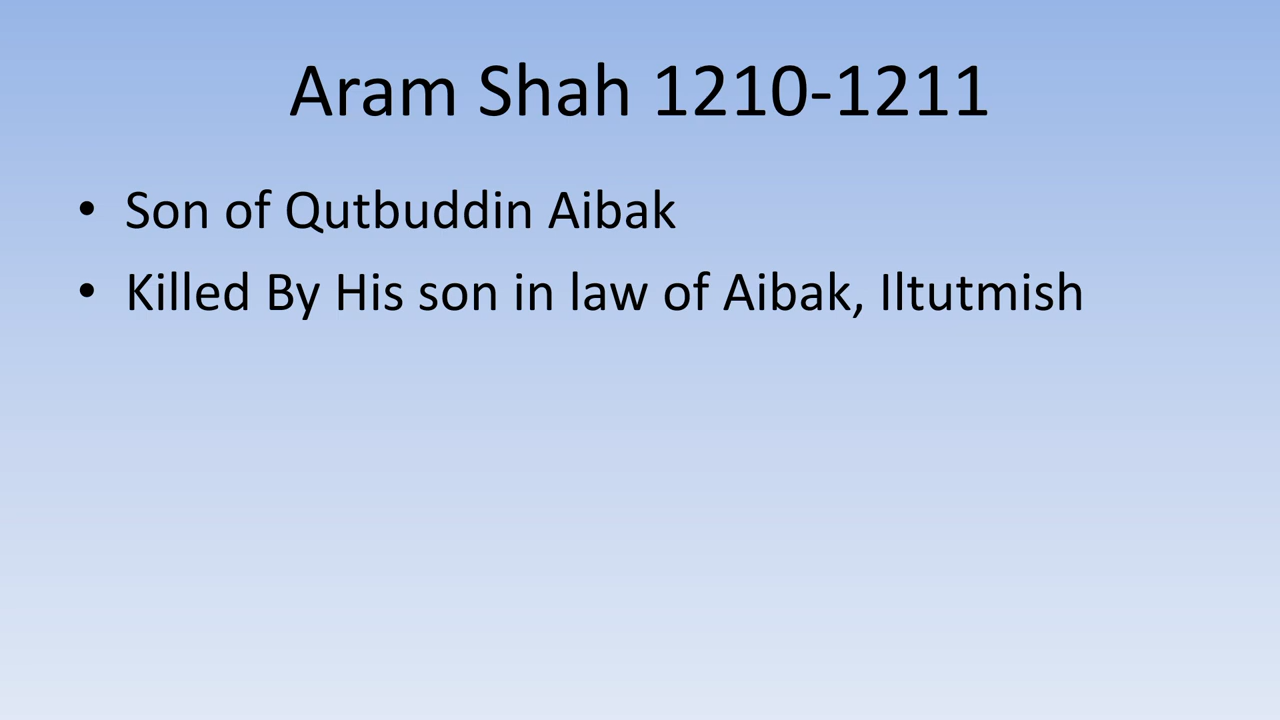 Aram Shah 1210-1211
• Son of Qutbuddin Aibak
• Killed By His son in law of Aibak, Iltutmish